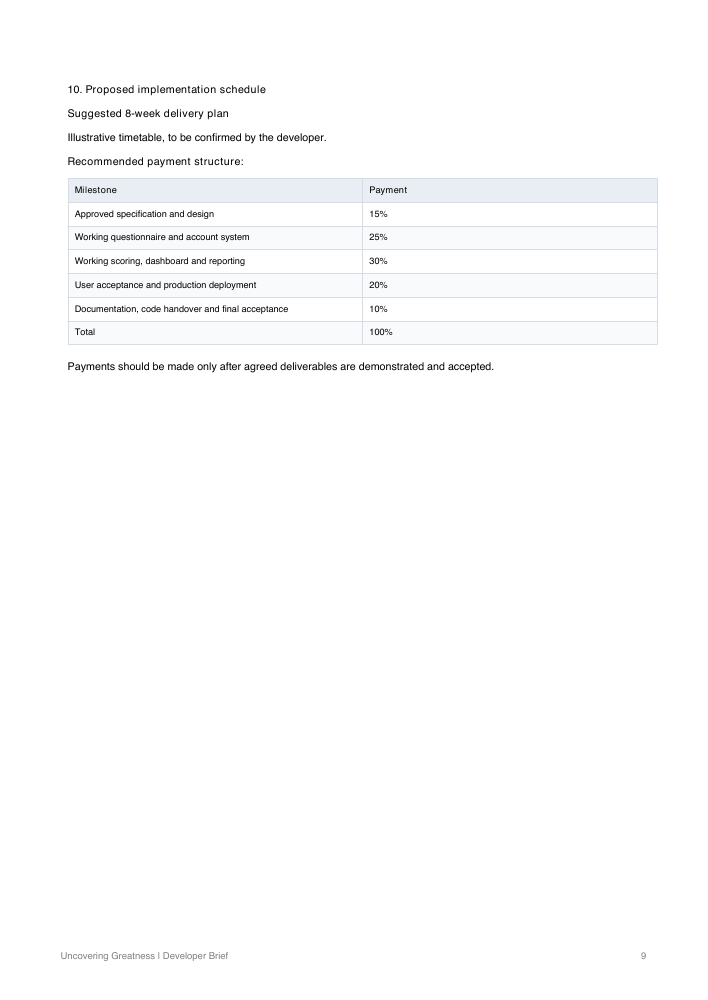 10. Proposed implementation schedule
Suggested 8-week delivery plan
Illustrative timetable, to be confirmed by the developer.
Recommended payment structure:
Milestone Payment
Approved specification and design 15%
Working questionnaire and account system 25%
Working scoring, dashboard and reporting 30%
User acceptance and production deployment 20%
Documentation, code handover and final acceptance 10%
Total 100%
Payments should be made only after agreed deliverables are demonstrated and accepted.
Uncovering Greatness | Developer Brief 9